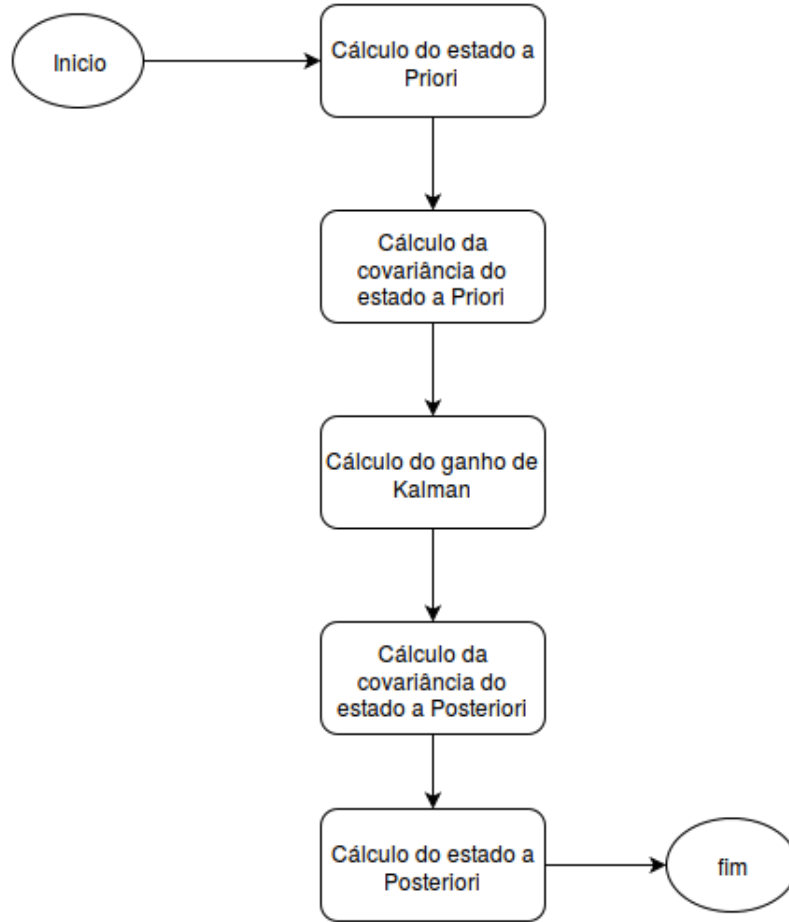 Inicio
Cálculo do estado a
Priori
Cálculo da
covariância do
estado a Priori
Cálculo do ganho de
Kalman
Cálculo da
covariância do
estado a Posteriori
Cálculo do estado a
Posteriori
fim